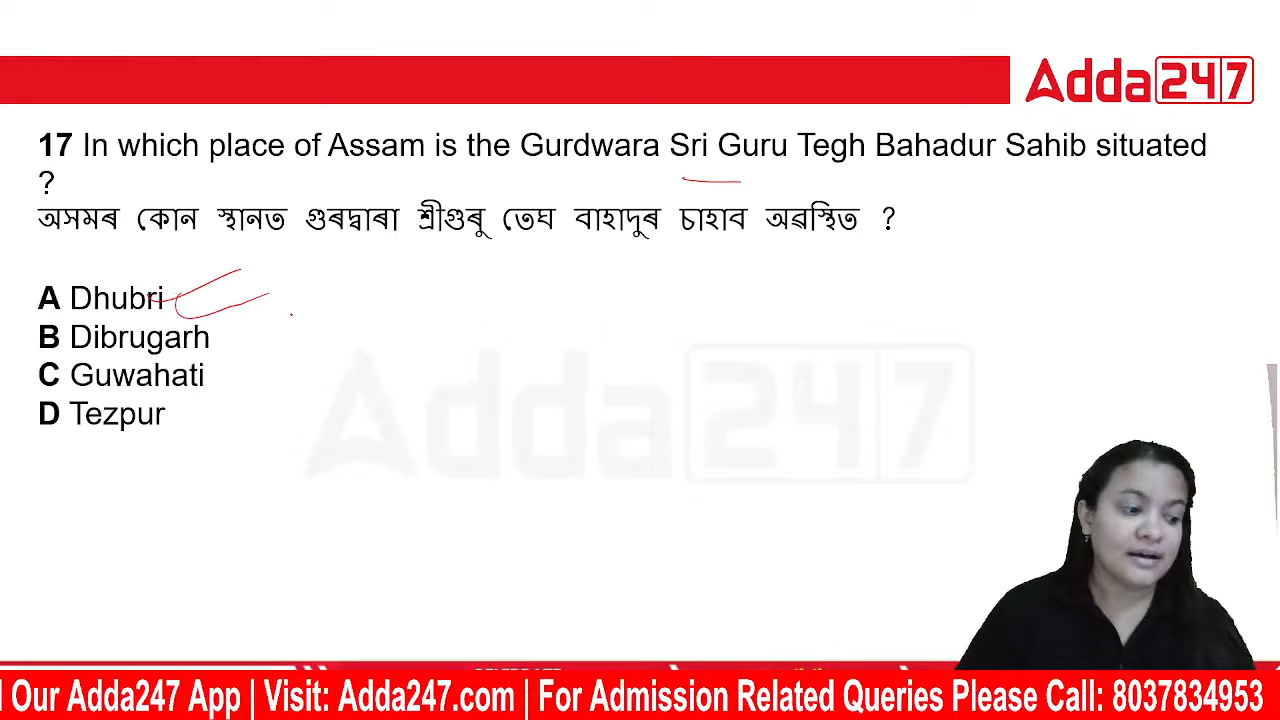 Adda247
17 In which place of Assam is the Gurdwara Sri Guru Tegh Bahadur Sahib situated
?
অসমৰ কোন স্থানত গুৰদ্বাৰা শ্ৰীগুৰু তেঘ বাহাদুৰ চাহাব অৱস্থিত ?
A Dhubri
B Dibrugarh
C Guwahati
D Tezpur
Adda247
Our Adda247 App | Visit: Adda247.com | For Admission Related Queries Please Call: 8037834953